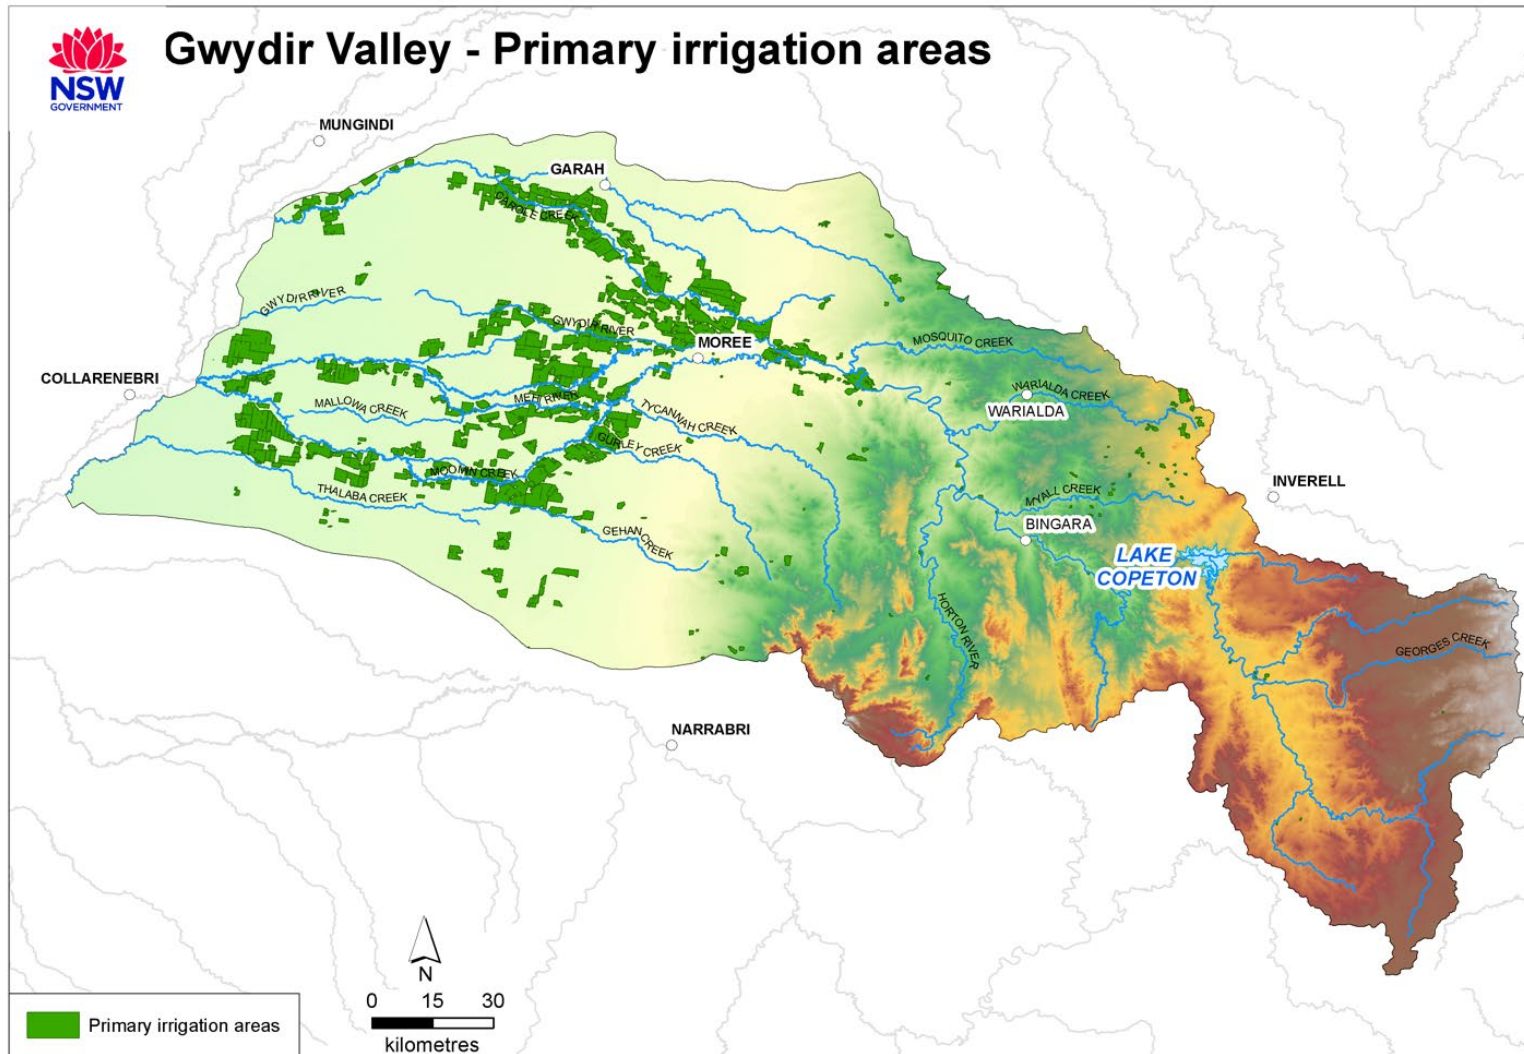 Gwydir Valley - Primary irrigation areas
NSW
GOVERNMENT
MUNGINDI
GARAH
CAROLE CREEK
GWYDIR RIVER
GWYDIR RIVER
MOREE
MOSQUITO CREEK
COLLARENEBRI
WARIALDA CREEK
WARIALDA
MALLOWA CREEK
MEHI RIVER
TYCANNAH CREEK
GURLEY CREEK
MOOMIN CREEK
THALABA CREEK
INVERELL
MYALL CREEK
BINGARA
GEHAN CREEK
LAKE
COPETON
HORTON RIVER
GEORGES CREEK
NARRABRI
N
0 15 30
kilometres
Primary irrigation areas